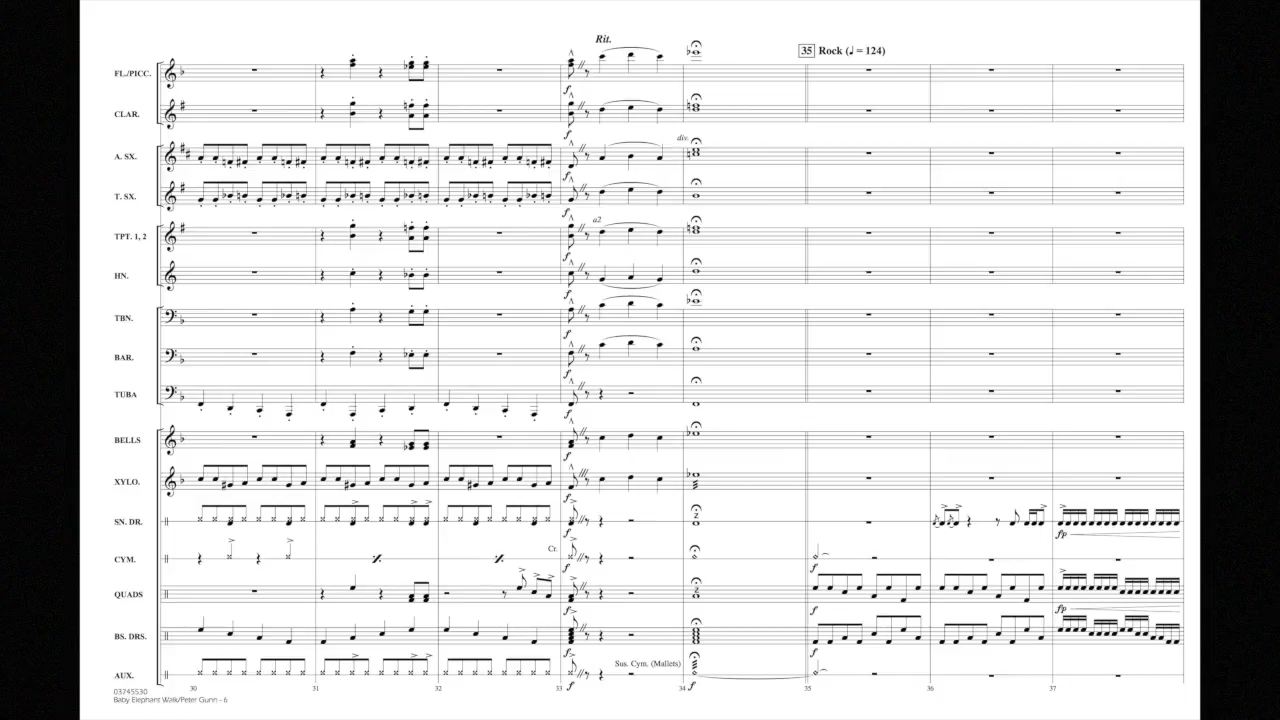 Rit.
35 Rock (♩ = 124)
FL./PICC.
f
CLAR.
f
div.
A. SX.
f
T. SX.
f
a2
TPT. 1, 2
f
HN.
f
TBN.
f
BAR.
f
TUBA
f
BELLS
f
XYLO.
f
SN. DR.
z
f
fp
Cr.
CYM.
f
f
QUADS
z
f
f
fp
BS. DRS.
f
f
Sus. Cym. (Mallets)
AUX.
f
f
30 31 32 33 34 35 36 37
03745530
Baby Elephant Walk/Peter Gunn - 6